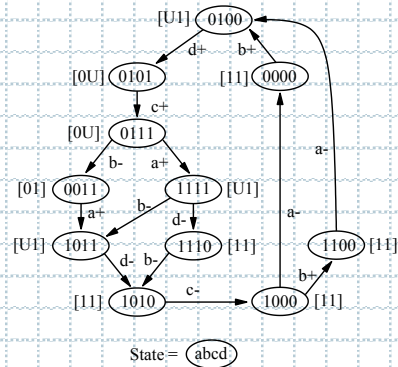 [U1] 0100
d+ b+
[0U] 0101 [11] 0000
c+
[0U] 0111
b- a+ a-
[01] 0011 1111 [U1]
a+ b- d- a-
[U1] 1011 1110 [11] 1100 [11]
d- b- b+
[11] 1010 c- 1000 [11]
State = abcd